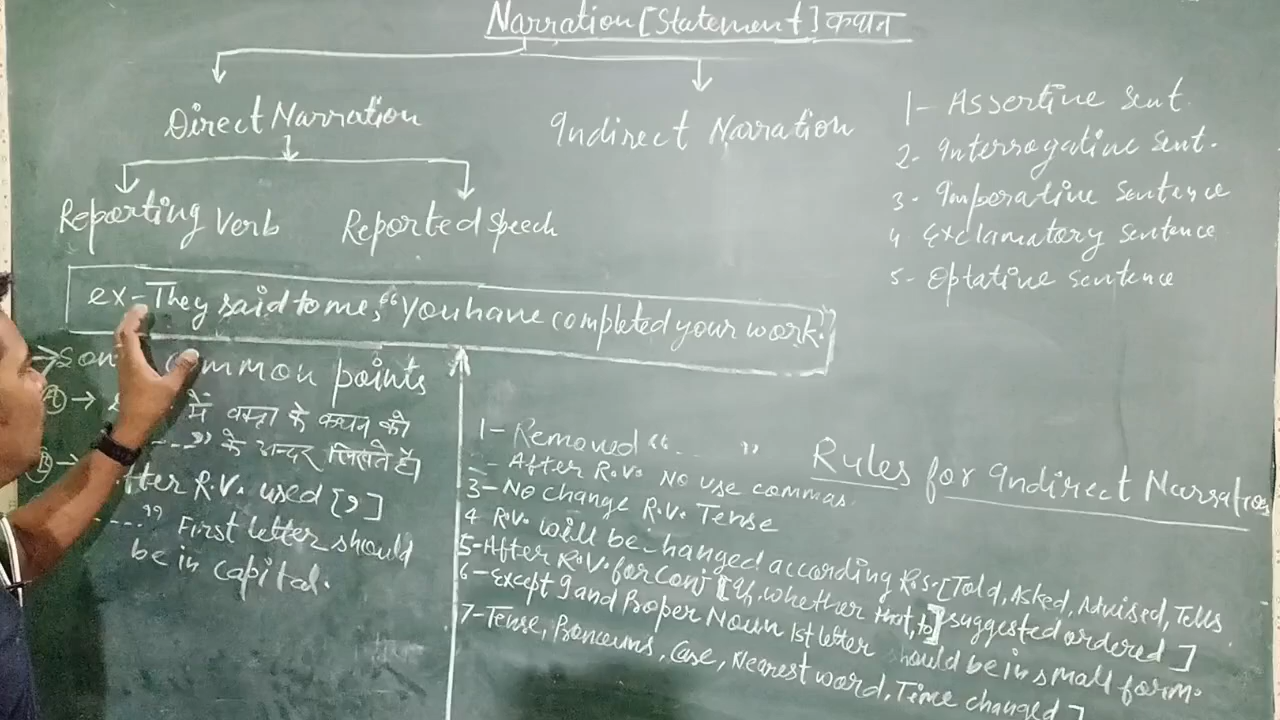 Narration [Statement] कथन
Direct Narration
Indirect Narration
Reporting Verb
Reported Speech
1- Assertive Sent.
2. Interrogative Sent.
3- Imperative Sentence
4 Exclamatory Sentence
5- Optative Sentence
ex- They said to me, "You have completed your work."
Common points
(A) → में वक्ता के कथन को
-----" के अन्दर लिखते हैं।
(B) → After R.V. used [,]
-----" First letter should
be in capital.
Rules for Indirect Narration
1- Removed "-----"
- After R.V. No use commas.
3- No change R.V. Tense
4 R.V. will be changed according R.S. [Told, Asked, Advised, Tells
suggested ordered]
5- After R.V. for Conj [If, whether that, to]
6- Except I and Proper Noun 1st letter should be in small form.
7- Tense, Pronouns, Case, Nearest word, Time changed]